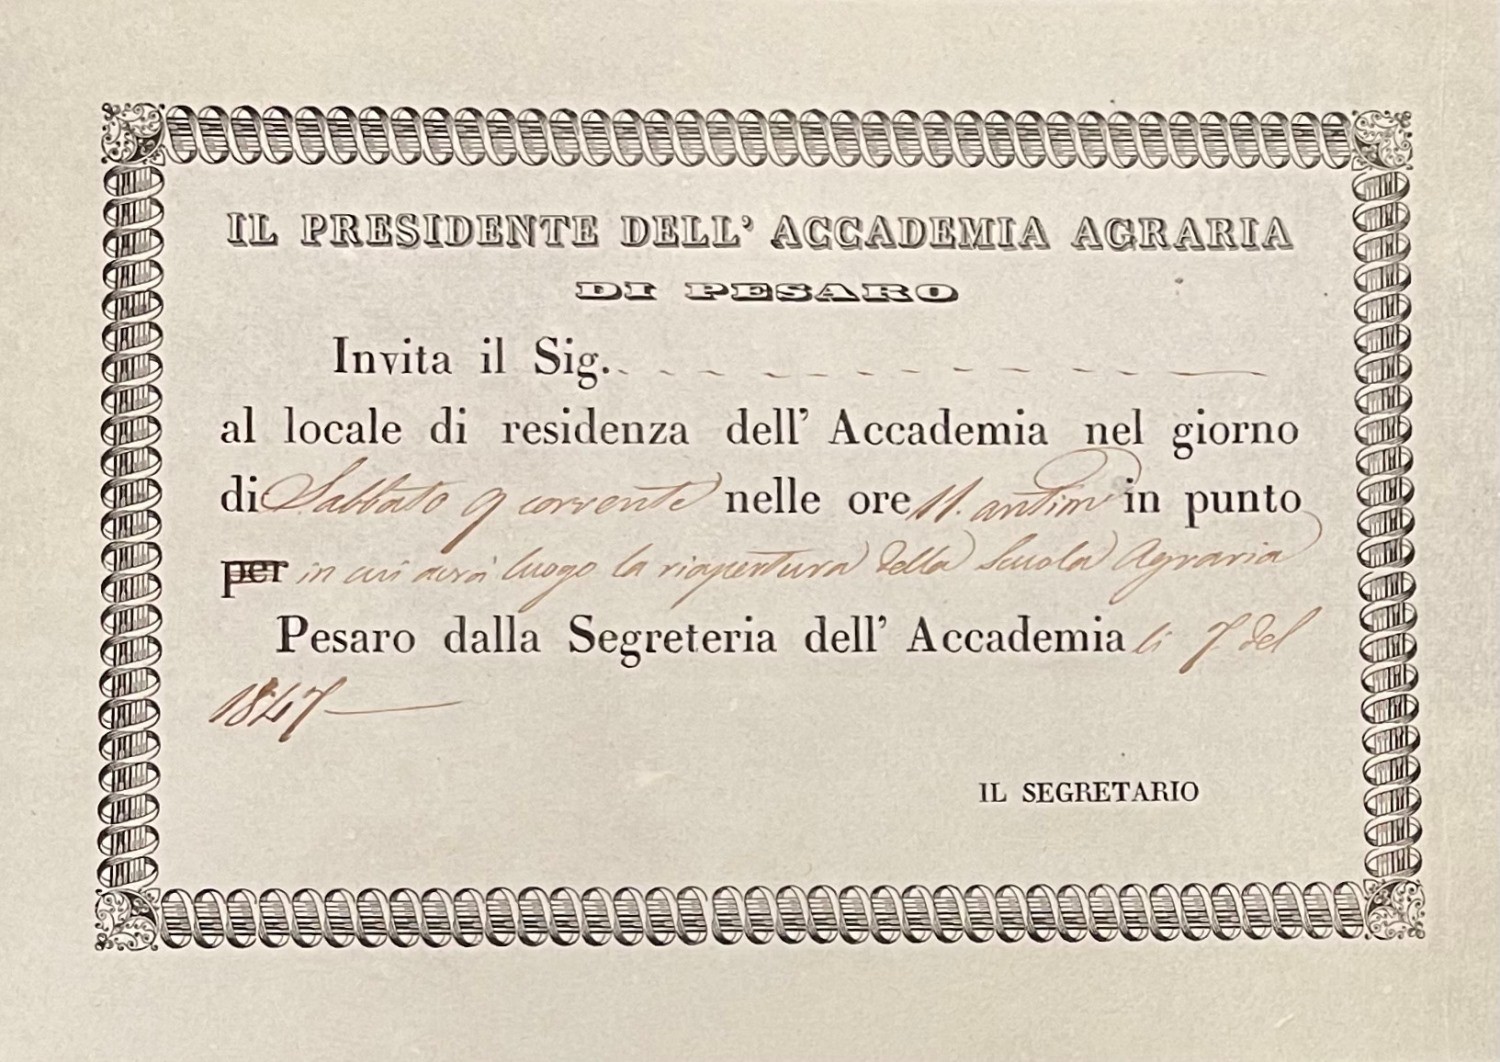 IL PRESIDENTE DELL' ACCADEMIA AGRARIA
DI PESARO
Invita il Sig.
al locale di residenza dell' Accademia nel giorno
di Sabbato 9 corrente nelle ore 11. antim in punto
per in cui avrà luogo la riapertura della Scuola Agraria
Pesaro dalla Segreteria dell' Accademia li 7 del
1847
IL SEGRETARIO